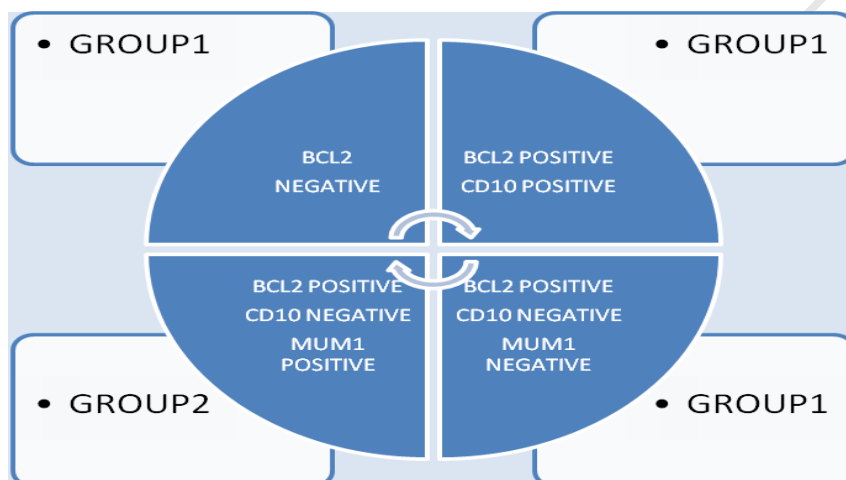 • GROUP1
• GROUP1
BCL2
NEGATIVE
BCL2 POSITIVE
CD10 POSITIVE
BCL2 POSITIVE
CD10 NEGATIVE
MUM1
POSITIVE
BCL2 POSITIVE
CD10 NEGATIVE
MUM1
NEGATIVE
• GROUP2
• GROUP1